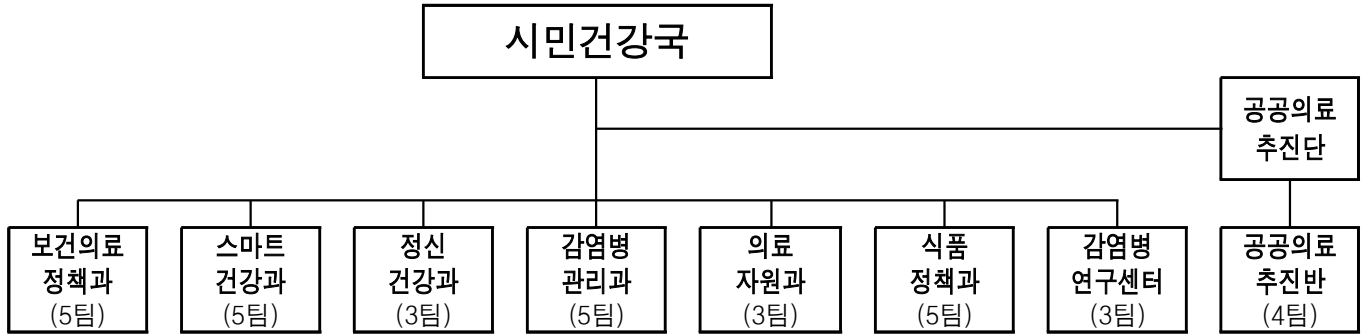 시민건강국
공공의료
추진단
보건의료
정책과
(5팀)
스마트
건강과
(5팀)
정신
건강과
(3팀)
감염병
관리과
(5팀)
의료
자원과
(3팀)
식품
정책과
(5팀)
감염병
연구센터
(3팀)
공공의료
추진반
(4팀)